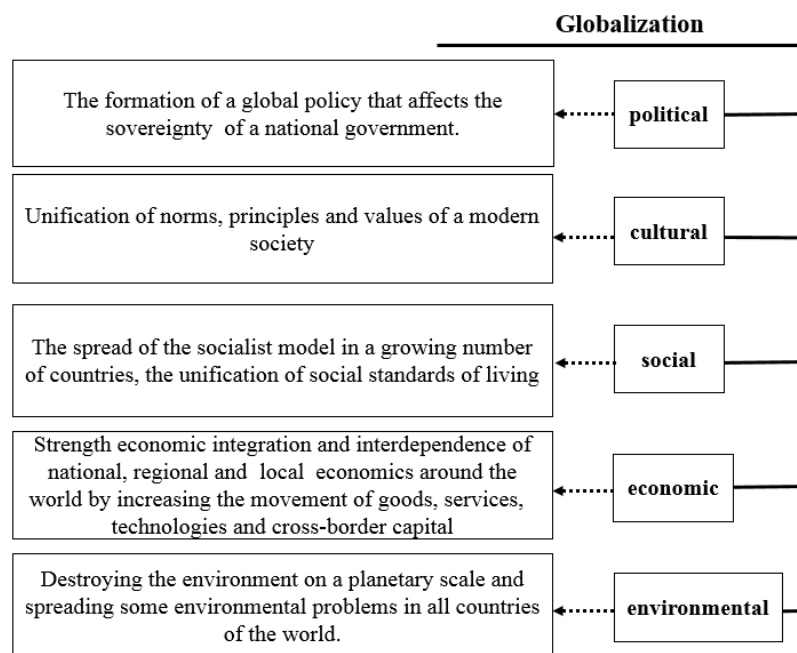 Globalization
The formation of a global policy that affects the
sovereignty of a national government.
political
Unification of norms, principles and values of a modern
society
cultural
The spread of the socialist model in a growing number
of countries, the unification of social standards of living
social
Strength economic integration and interdependence of
national, regional and local economics around the
world by increasing the movement of goods, services,
technologies and cross-border capital
economic
Destroying the environment on a planetary scale and
spreading some environmental problems in all countries
of the world.
environmental